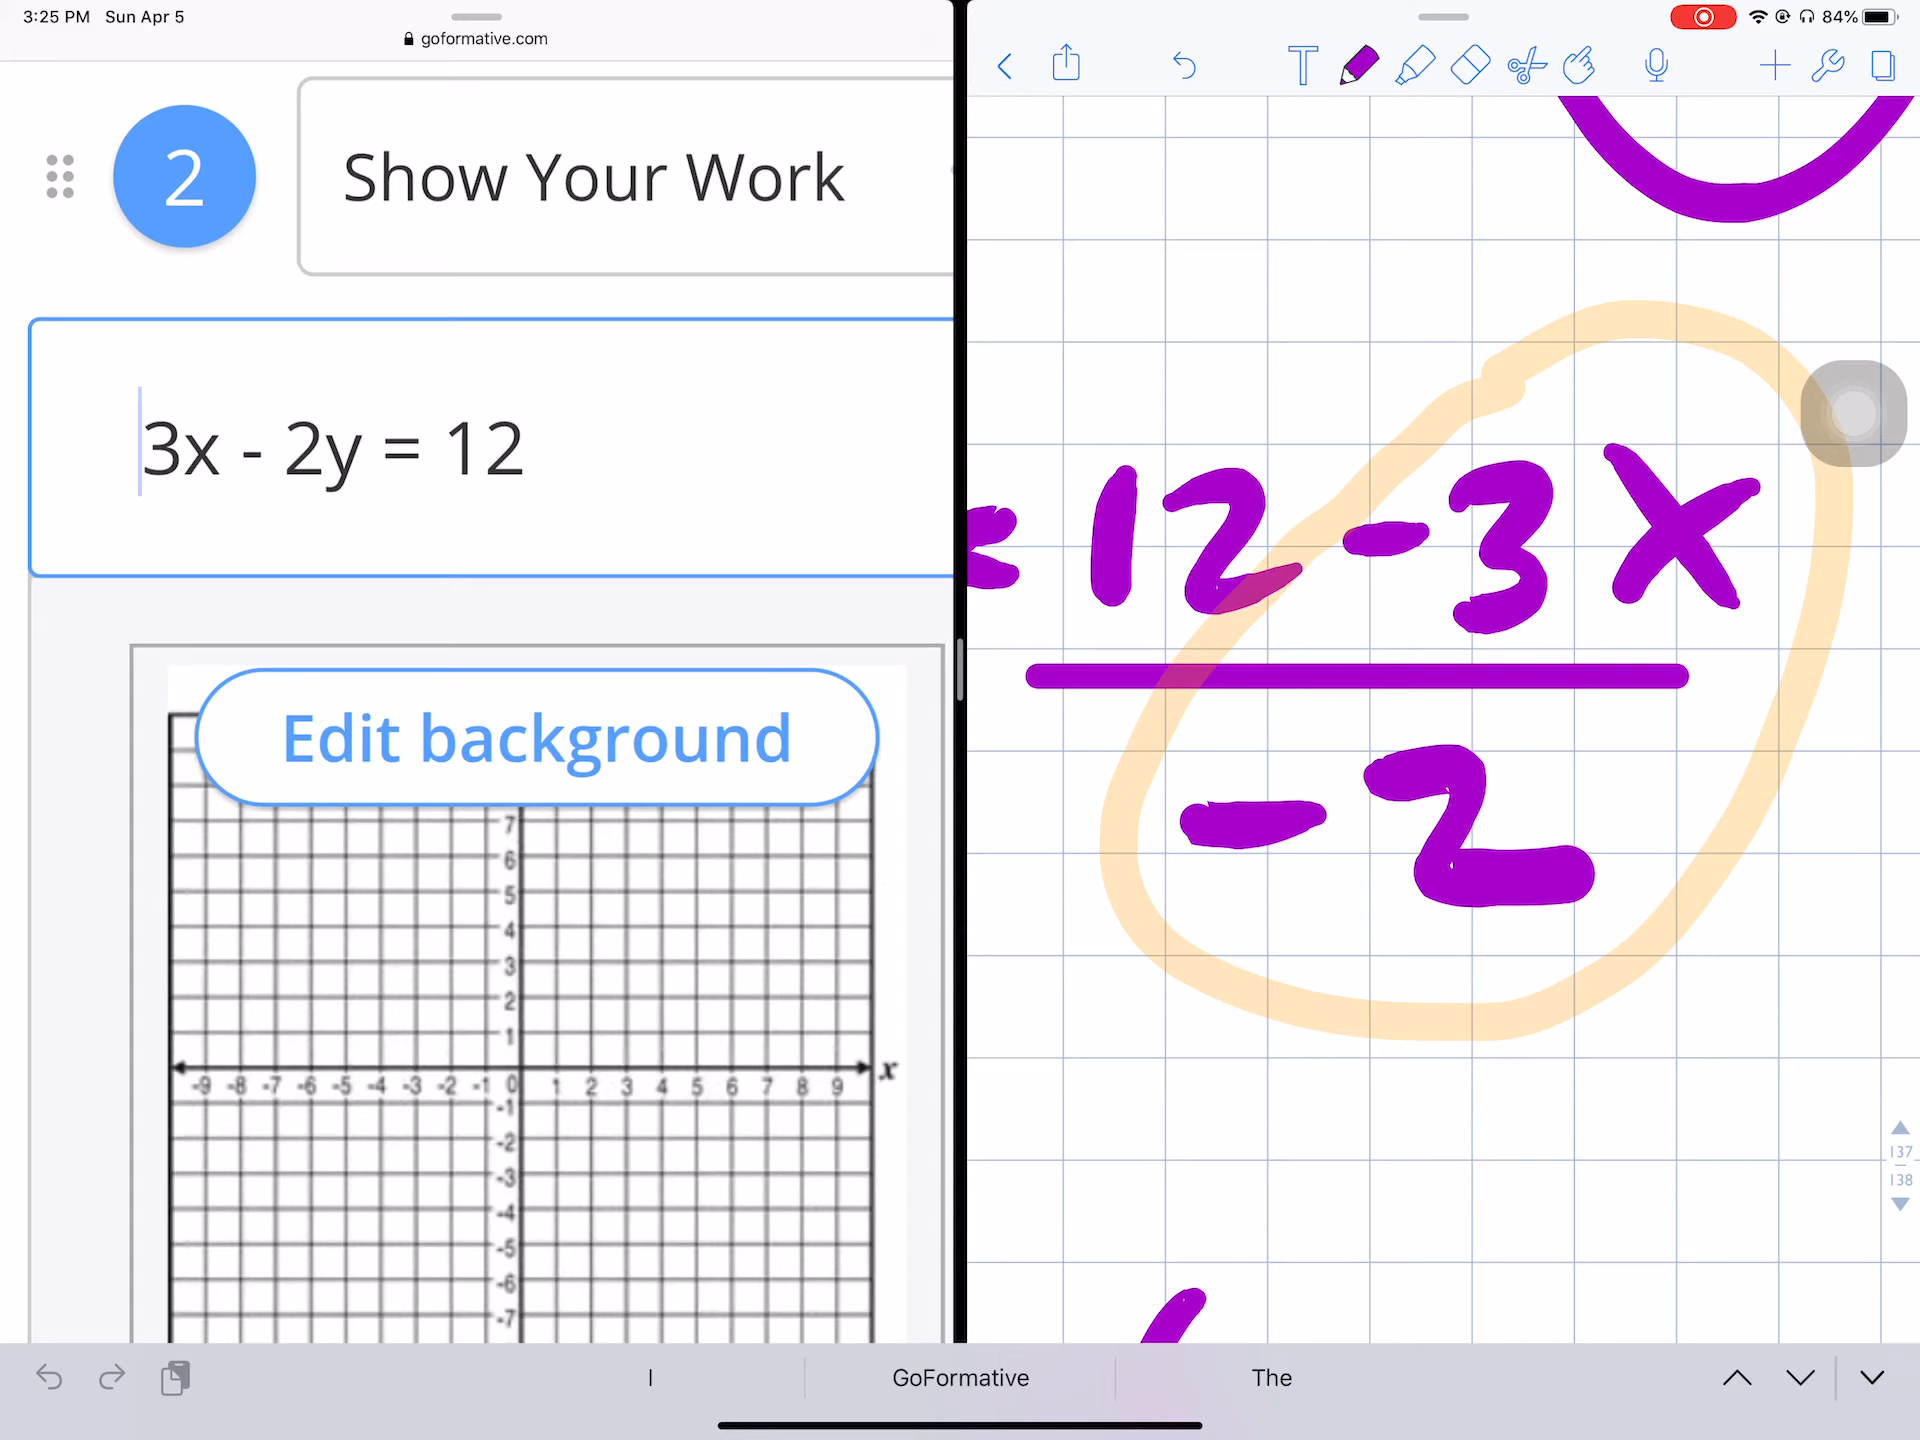 3:25 PM Sun Apr 5
84%
goformative.com
2
Show Your Work
3x - 2y = 12
Edit background
7
6
5
4
3
2
1
x
-9 -8 -7 -6 -5 -4 -3 -2 -1 0 1 2 3 4 5 6 7 8 9
-1
-2
-3
-4
-5
-6
-7
= 12 - 3x
- 2
137
138
I
GoFormative
The